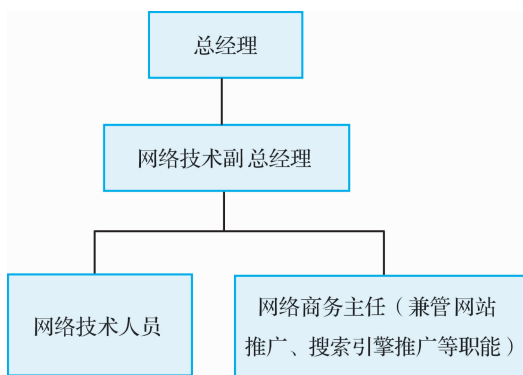 总经理
网络技术副总经理
网络技术人员
网络商务主任（兼管网站
推广、搜索引擎推广等职能）